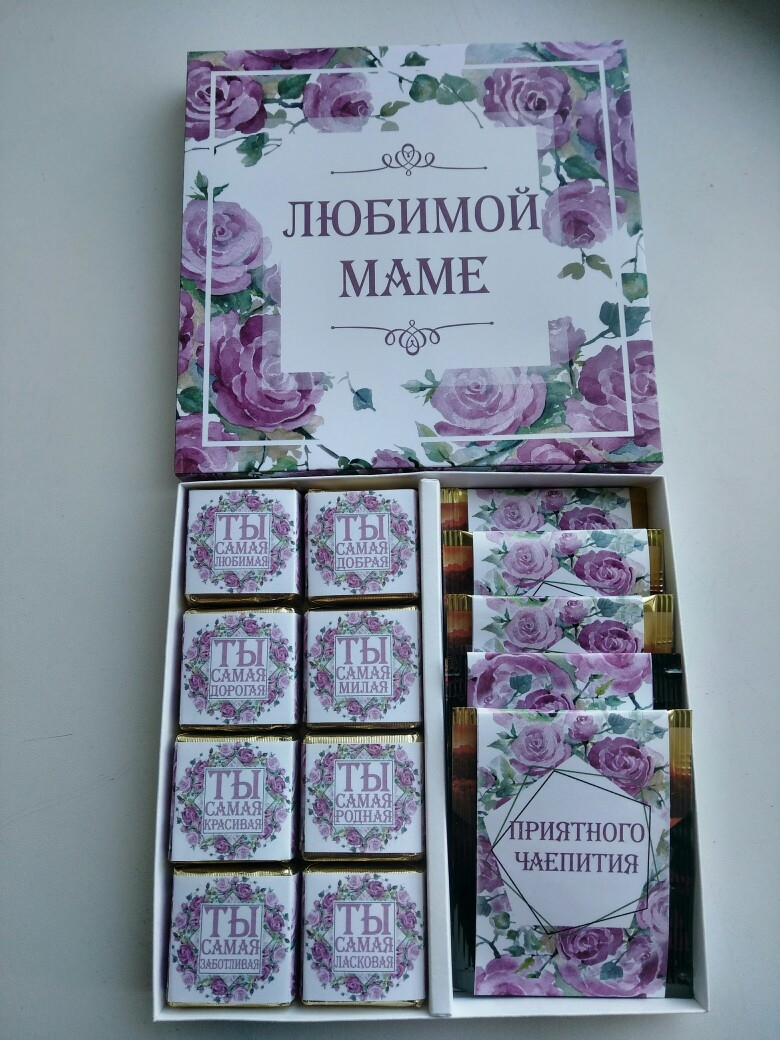 ЛЮБИМОЙ
МАМЕ
ТЫ
САМАЯ
ЛЮБИМАЯ
ТЫ
САМАЯ
ДОБРАЯ
ТЫ
САМАЯ
ДОРОГАЯ
ТЫ
САМАЯ
МИЛАЯ
ТЫ
САМАЯ
КРАСИВАЯ
ТЫ
САМАЯ
РОДНАЯ
ТЫ
САМАЯ
ЗАБОТЛИВАЯ
ТЫ
САМАЯ
ЛАСКОВАЯ
ПРИЯТНОГО
ЧАЕПИТИЯ